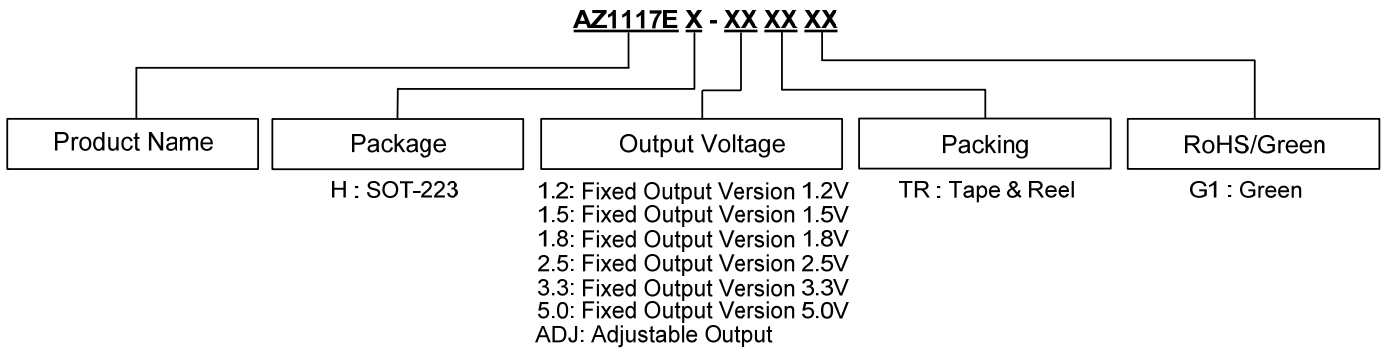 AZ1117E X - XX XX XX
Product Name
Package
Output Voltage
Packing
RoHS/Green
H : SOT-223
1.2: Fixed Output Version 1.2V
1.5: Fixed Output Version 1.5V
1.8: Fixed Output Version 1.8V
2.5: Fixed Output Version 2.5V
3.3: Fixed Output Version 3.3V
5.0: Fixed Output Version 5.0V
ADJ: Adjustable Output
TR : Tape & Reel
G1 : Green